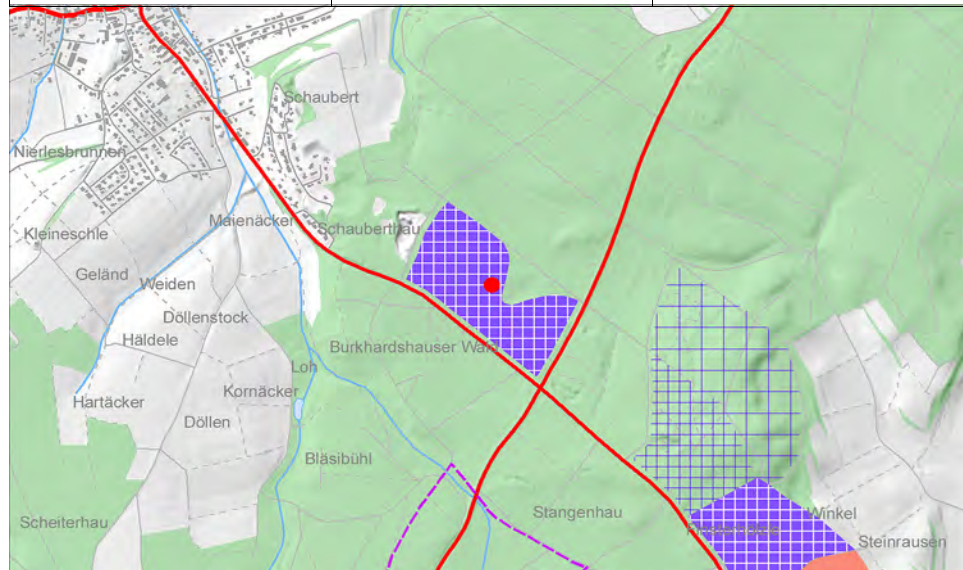 Schaubert
Nierlesbrunnen
Maienäcker
Schauberthau
Kleineschle
Geländ
Weiden
Döllenstock
Häldele
Burkhardshauser Wald
Loh
Kornäcker
Hartäcker
Döllen
Bläsibühl
Scheiterhau
Stangenhau
Winkel
Steinrausen